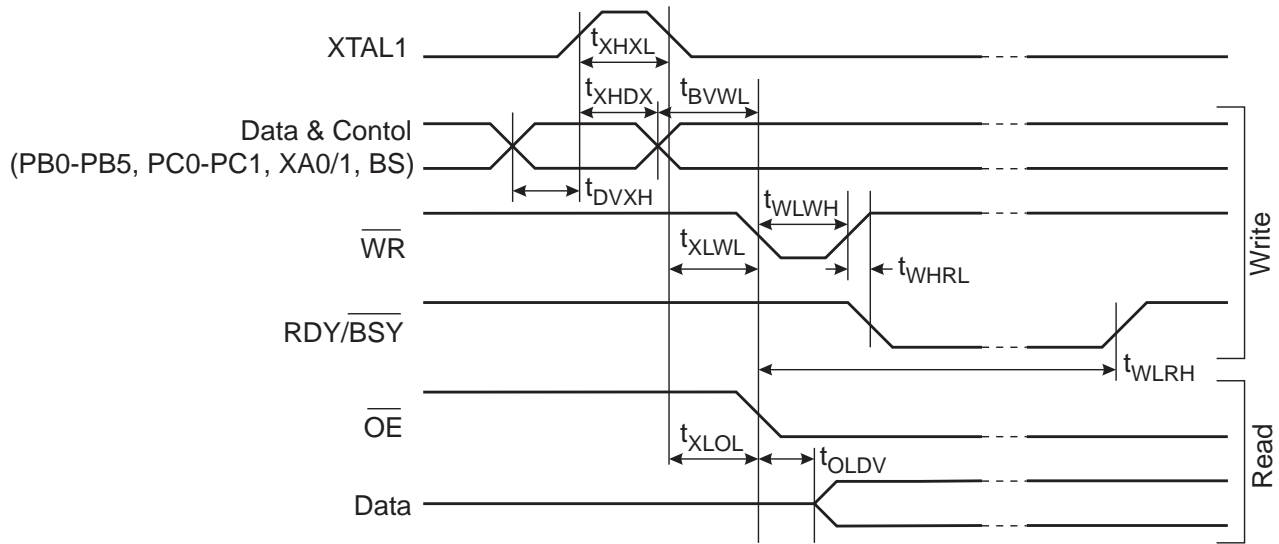 XTAL1
tXHXL
tXHDX
tBVWL
Data & Contol
(PB0-PB5, PC0-PC1, XA0/1, BS)
tDVXH
tWLWH
WR
tXLWL
tWHRL
Write
RDY/BSY
tWLRH
OE
tXLOL
tOLDV
Read
Data